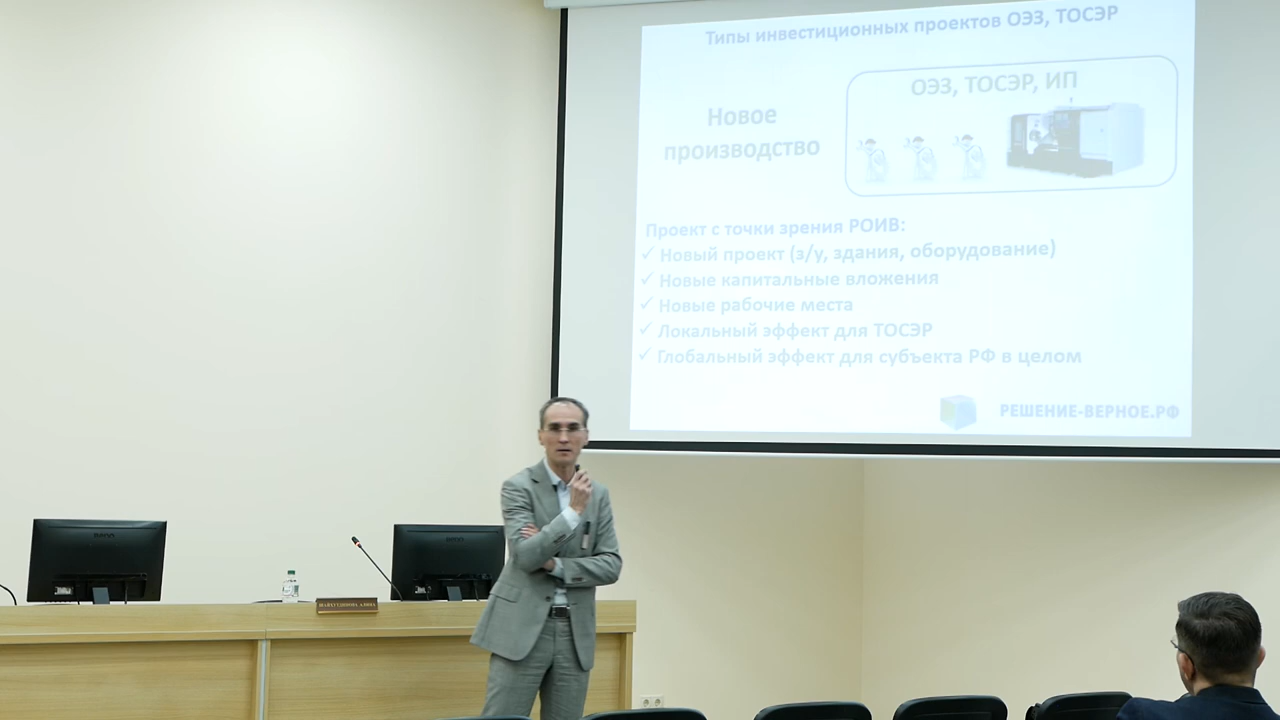 Типы инвестиционных проектов ОЭЗ, ТОСЭР
ОЭЗ, ТОСЭР, ИП
Новое
производство
Проект с точки зрения РОИВ:
✓ Новый проект (з/у, здания, оборудование)
✓ Новые капитальные вложения
✓ Новые рабочие места
✓ Локальный эффект для ТОСЭР
✓ Глобальный эффект для субъекта РФ в целом
РЕШЕНИЕ-ВЕРНОЕ.РФ